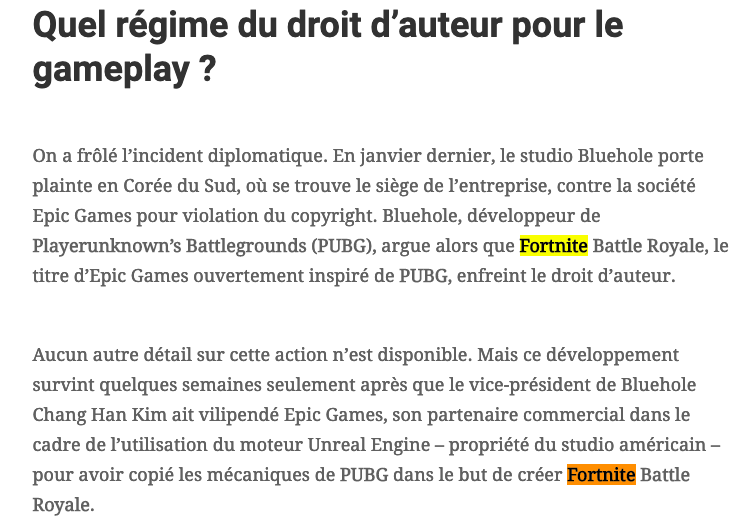 Quel régime du droit d’auteur pour le
gameplay ?
On a frôlé l’incident diplomatique. En janvier dernier, le studio Bluehole porte
plainte en Corée du Sud, où se trouve le siège de l’entreprise, contre la société
Epic Games pour violation du copyright. Bluehole, développeur de
Playerunknown’s Battlegrounds (PUBG), argue alors que Fortnite Battle Royale, le
titre d’Epic Games ouvertement inspiré de PUBG, enfreint le droit d’auteur.
Aucun autre détail sur cette action n’est disponible. Mais ce développement
survint quelques semaines seulement après que le vice-président de Bluehole
Chang Han Kim ait vilipendé Epic Games, son partenaire commercial dans le
cadre de l’utilisation du moteur Unreal Engine – propriété du studio américain –
pour avoir copié les mécaniques de PUBG dans le but de créer Fortnite Battle
Royale.